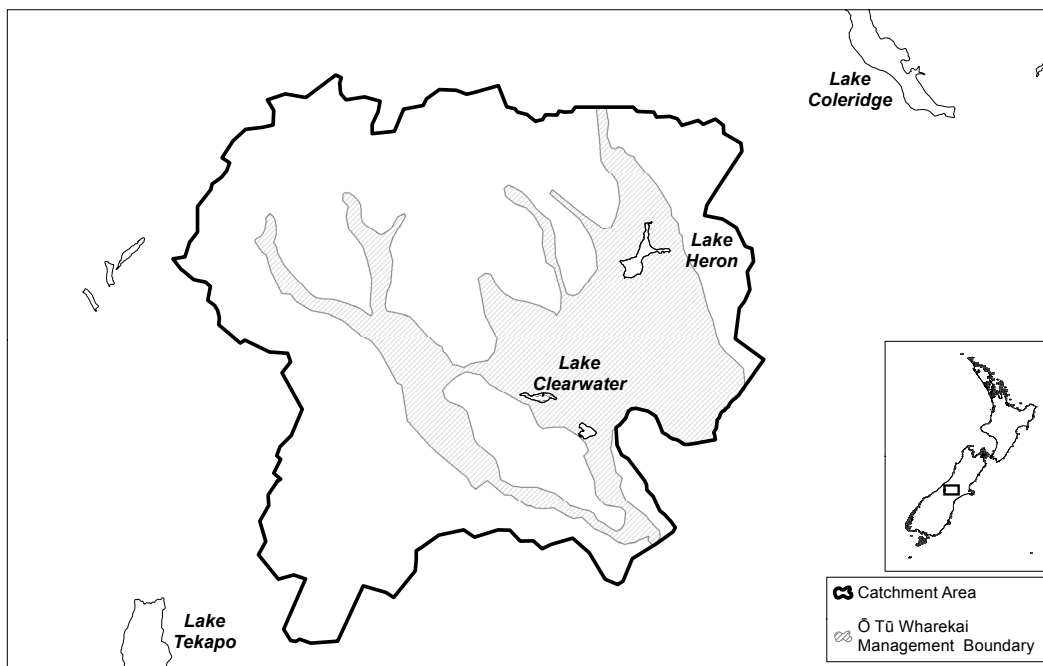 Lake
Coleridge
Lake
Heron
Lake
Clearwater
Lake
Tekapo
Catchment Area
Ō Tū Wharekai
Management Boundary